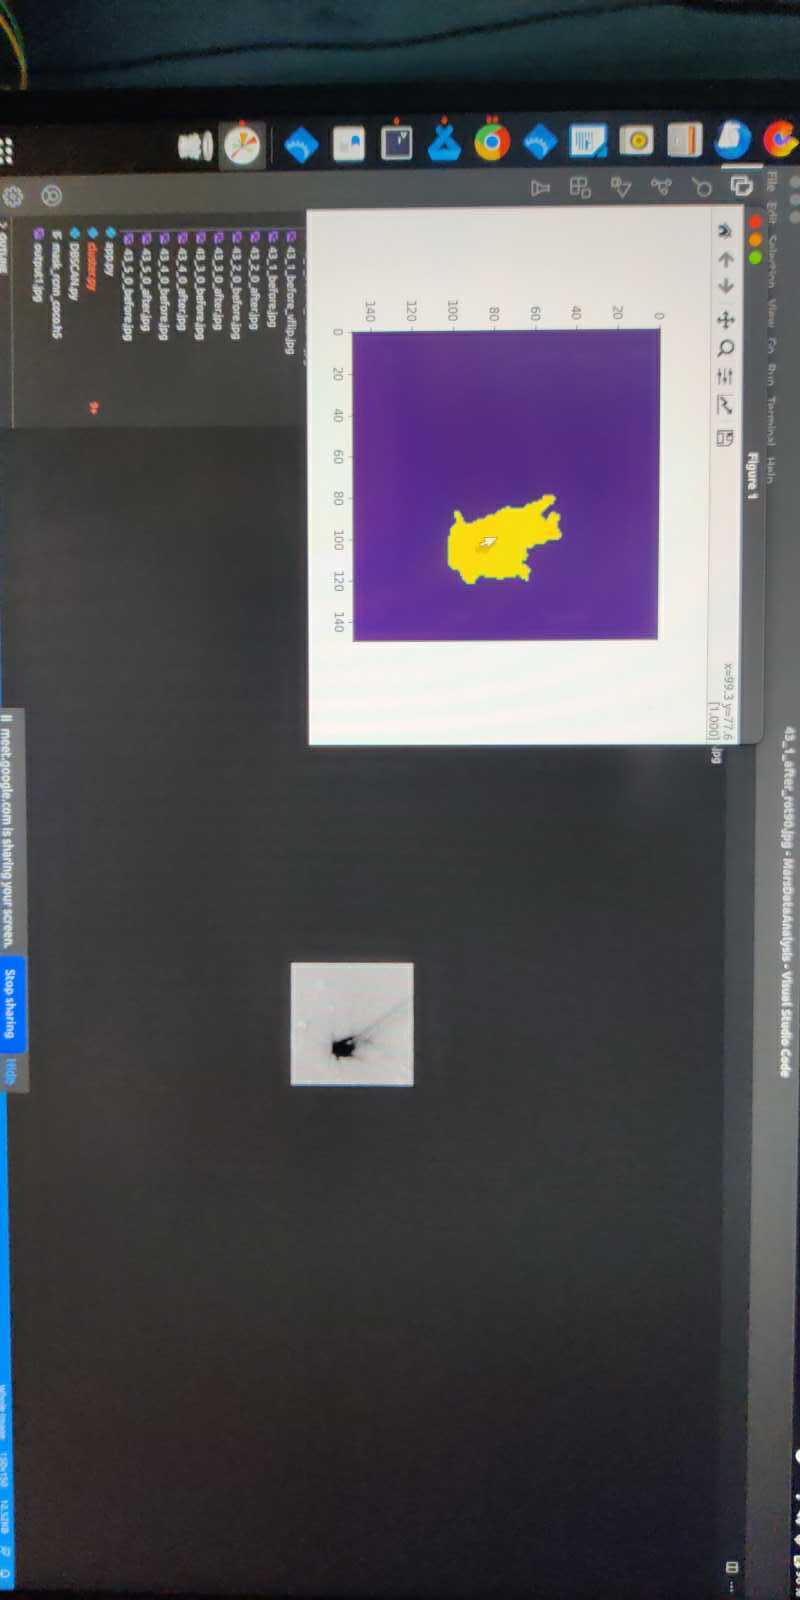 43_1_after_rot90.jpg - MarsDataAnalysis - Visual Studio Code
File Edit Selection View Go Run Terminal Help
Figure 1
x=99.3 y=77.6
[1.000]
.jpg
0
20
40
60
80
100
120
140
0 20 40 60 80 100 120 140
43_1_before_vflip.jpg
43_1_before.jpg
43_2_0_after.jpg
43_2_0_before.jpg
43_3_0_after.jpg
43_3_0_before.jpg
43_4_0_after.jpg
43_4_0_before.jpg
43_5_0_after.jpg
43_5_0_before.jpg
app.py
cluster.py 9+
DBSCAN.py
mask_rcnn_coco.h5
output1.jpg
OUTLINE
meet.google.com is sharing your screen. Stop sharing Hide
Whole Image 150×150 12.52KB